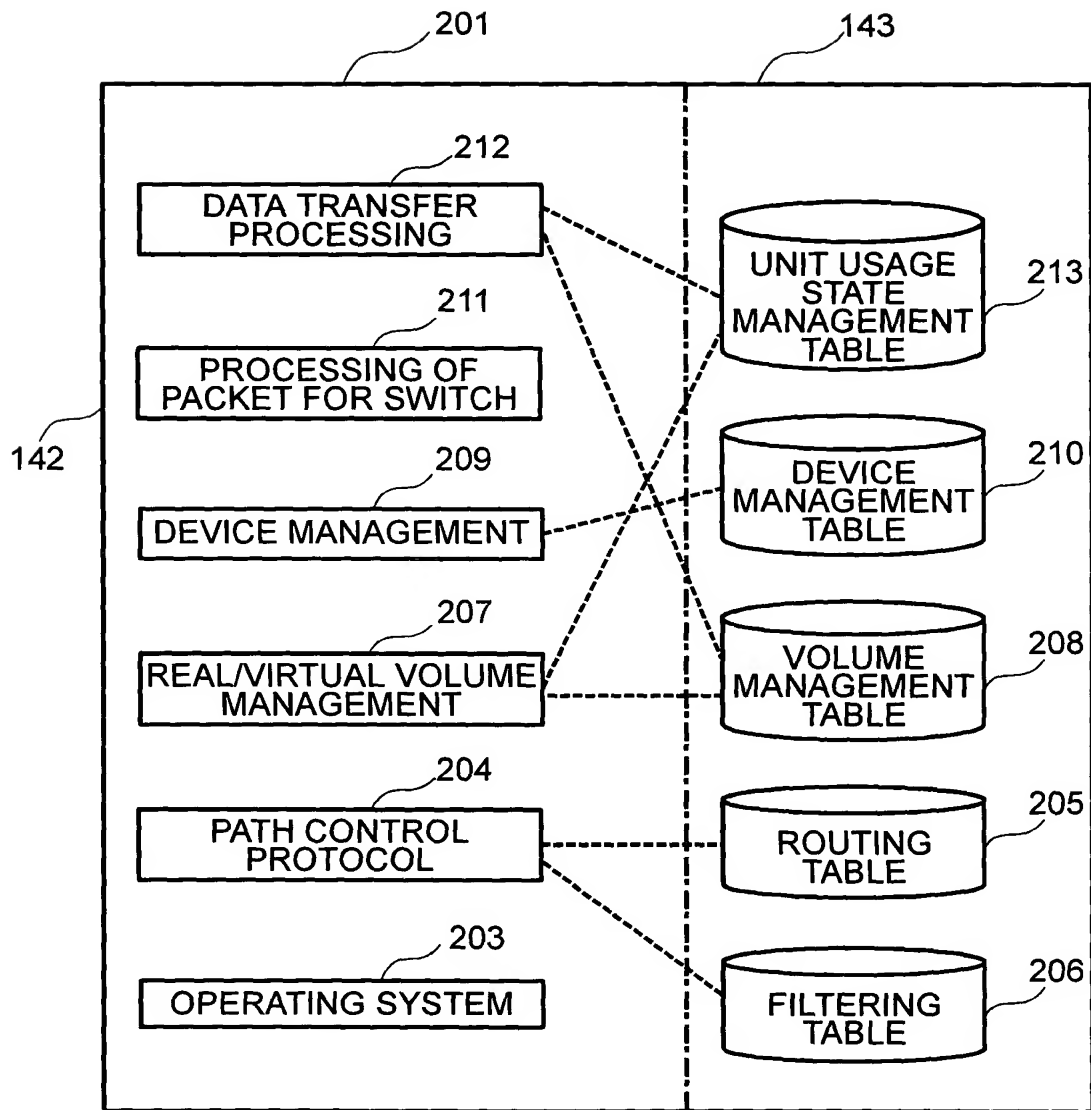 201
143
212
DATA TRANSFER
PROCESSING
UNIT USAGE
STATE
MANAGEMENT
TABLE
213
211
PROCESSING OF
PACKET FOR SWITCH
142
209
DEVICE MANAGEMENT
DEVICE
MANAGEMENT
TABLE
210
207
REAL/VIRTUAL VOLUME
MANAGEMENT
VOLUME
MANAGEMENT
TABLE
208
204
PATH CONTROL
PROTOCOL
ROUTING
TABLE
205
203
OPERATING SYSTEM
FILTERING
TABLE
206